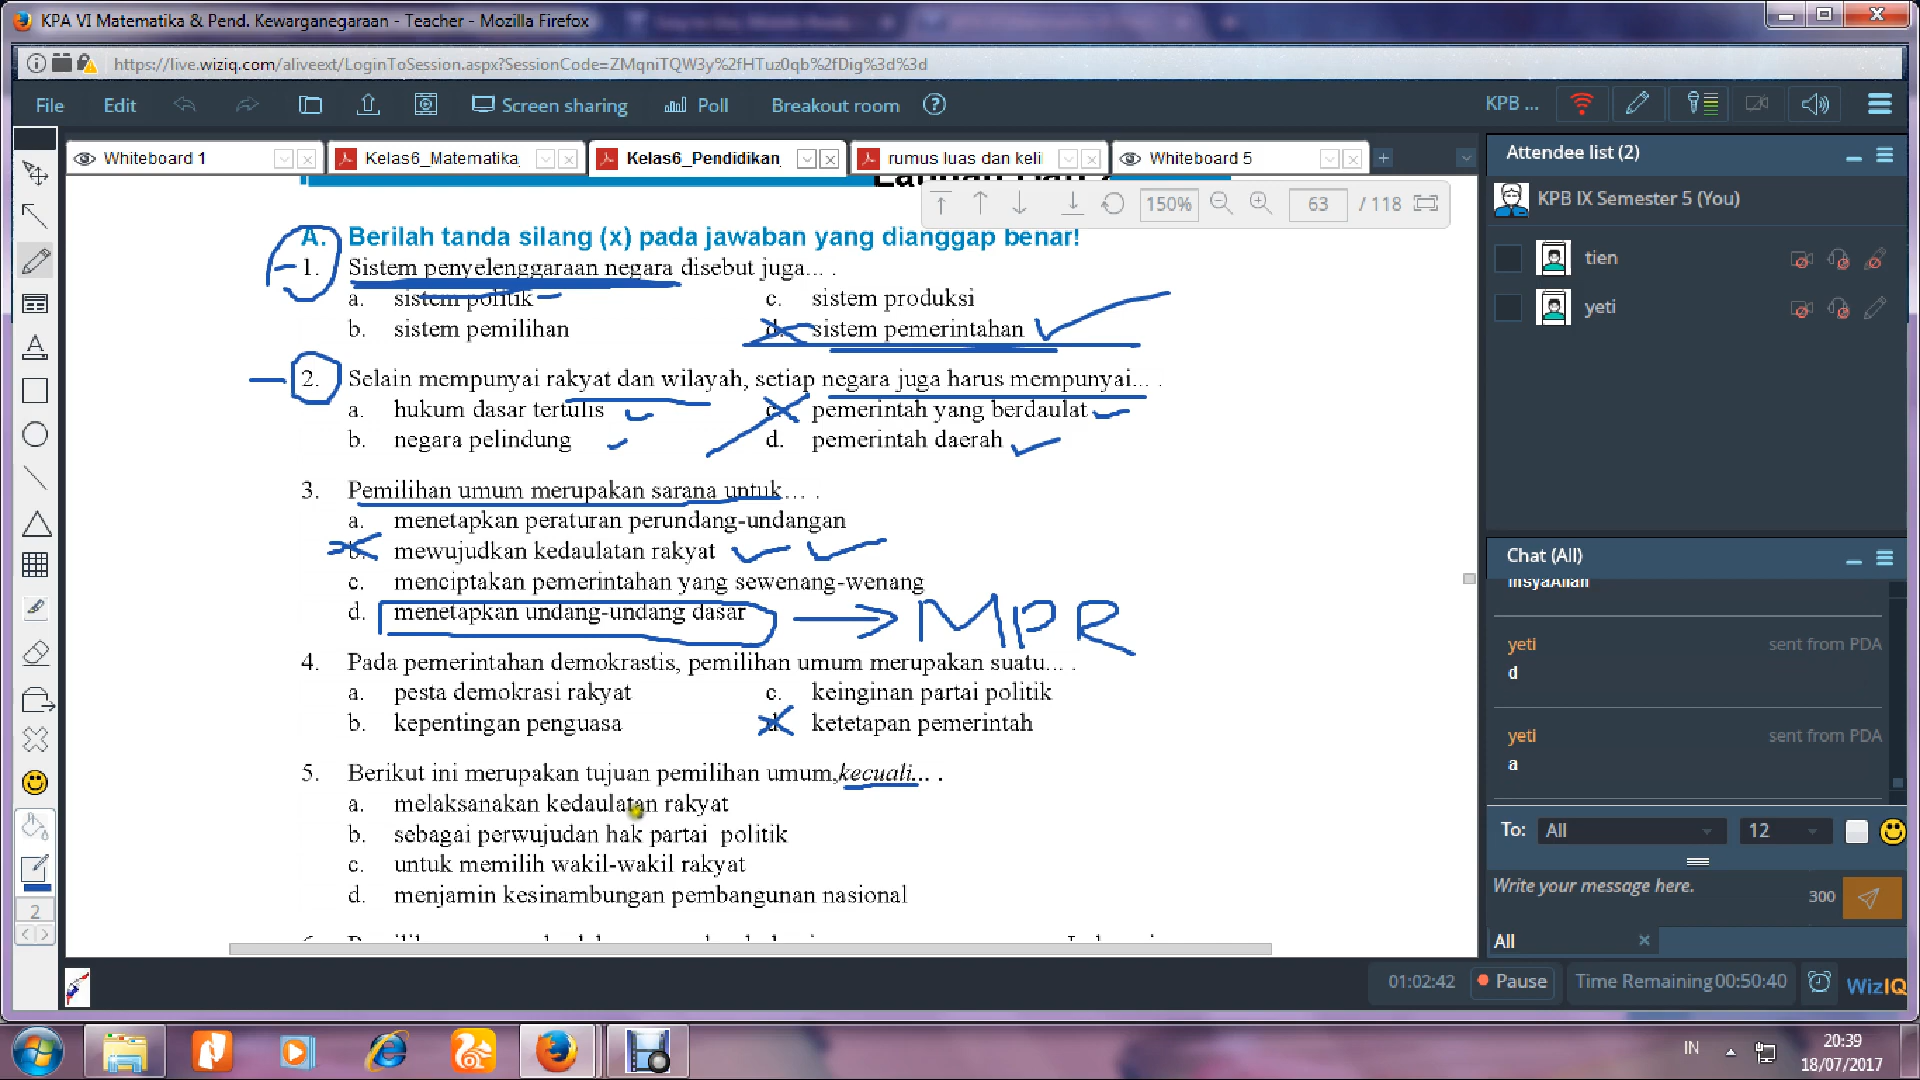 KPA VI Matematika & Pend. Kewarganegaraan - Teacher - Mozilla Firefox
https://live.wiziq.com/aliveext/LoginToSession.aspx?SessionCode=ZMqniTQW3y%2fHTuz0qb%2fDig%3d%3d
File Edit Screen sharing Poll Breakout room KPB ...
Whiteboard 1 Kelas6_Matematika_ Kelas6_Pendidikan_ rumus luas dan keli Whiteboard 5
150% 63 / 118
A. Berilah tanda silang (x) pada jawaban yang dianggap benar!
1. Sistem penyelenggaraan negara disebut juga... .
a. sistem politik c. sistem produksi
b. sistem pemilihan d. sistem pemerintahan
2. Selain mempunyai rakyat dan wilayah, setiap negara juga harus mempunyai... .
a. hukum dasar tertulis c. pemerintah yang berdaulat
b. negara pelindung d. pemerintah daerah
3. Pemilihan umum merupakan sarana untuk... .
a. menetapkan peraturan perundang-undangan
b. mewujudkan kedaulatan rakyat
c. menciptakan pemerintahan yang sewenang-wenang
d. menetapkan undang-undang dasar MPR
4. Pada pemerintahan demokrastis, pemilihan umum merupakan suatu... .
a. pesta demokrasi rakyat c. keinginan partai politik
b. kepentingan penguasa d. ketetapan pemerintah
5. Berikut ini merupakan tujuan pemilihan umum,kecuali... .
a. melaksanakan kedaulatan rakyat
b. sebagai perwujudan hak partai politik
c. untuk memilih wakil-wakil rakyat
d. menjamin kesinambungan pembangunan nasional
2
Attendee list (2)
KPB IX Semester 5 (You)
tien
yeti
Chat (All)
InsyaAllah
yeti sent from PDA
d
yeti sent from PDA
a
To: All 12
Write your message here. 300
All
01:02:42 Pause Time Remaining 00:50:40 WizIQ
IN 20:39
18/07/2017